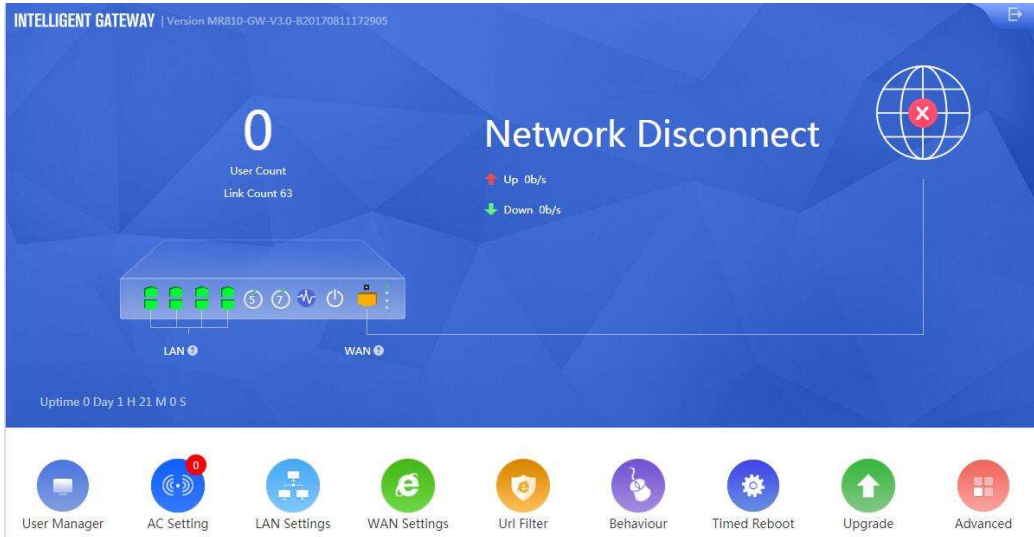 INTELLIGENT GATEWAY | Version MR810-GW-V3.0-B20170811172905
0
User Count
Link Count 63
Network Disconnect
Up 0b/s
Down 0b/s
5 7
LAN ?
WAN ?
Uptime 0 Day 1 H 21 M 0 S
0
User Manager
AC Setting
LAN Settings
WAN Settings
Url Filter
Behaviour
Timed Reboot
Upgrade
Advanced